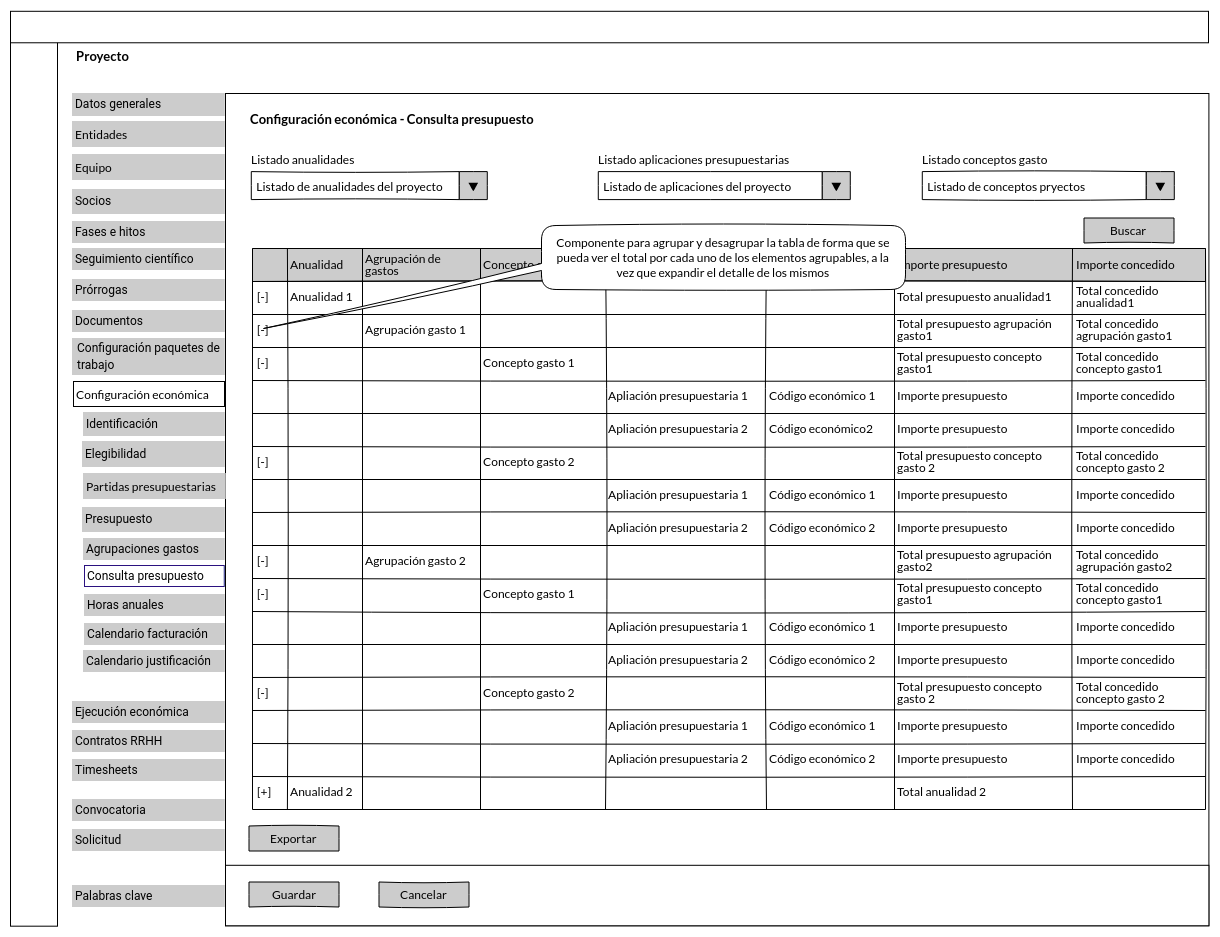 Proyecto
Datos generales
Entidades
Equipo
Socios
Fases e hitos
Seguimiento científico
Prórrogas
Documentos
Configuración paquetes de
trabajo
Configuración económica
Identificación
Elegibilidad
Partidas presupuestarias
Presupuesto
Agrupaciones gastos
Consulta presupuesto
Horas anuales
Calendario facturación
Calendario justificación
Ejecución económica
Contratos RRHH
Timesheets
Convocatoria
Solicitud
Palabras clave
Configuración económica - Consulta presupuesto
Listado anualidades
Listado de anualidades del proyecto
Listado aplicaciones presupuestarias
Listado de aplicaciones del proyecto
Listado conceptos gasto
Listado de conceptos pryectos
Buscar
Componente para agrupar y desagrupar la tabla de forma que se
pueda ver el total por cada uno de los elementos agrupables, a la
vez que expandir el detalle de los mismos
Anualidad
Agrupación de
gastos
Concepto
mporte presupuesto
Importe concedido
[-] Anualidad 1 Total presupuesto anualidad1 Total concedido
anualidad1
[-] Agrupación gasto 1 Total presupuesto agrupación
gasto1
Total concedido
agrupación gasto1
[-] Concepto gasto 1 Total presupuesto concepto
gasto1
Total concedido
concepto gasto1
Apliación presupuestaria 1 Código económico 1 Importe presupuesto Importe concedido
Apliación presupuestaria 2 Código económico2 Importe presupuesto Importe concedido
[-] Concepto gasto 2 Total presupuesto concepto
gasto 2
Total concedido
concepto gasto 2
Apliación presupuestaria 1 Código económico 1 Importe presupuesto Importe concedido
Apliación presupuestaria 2 Código económico 2 Importe presupuesto Importe concedido
[-] Agrupación gasto 2 Total presupuesto agrupación
gasto2
Total concedido
agrupación gasto2
[-] Concepto gasto 1 Total presupuesto concepto
gasto1
Total concedido
concepto gasto1
Apliación presupuestaria 1 Código económico 1 Importe presupuesto Importe concedido
Apliación presupuestaria 2 Código económico 2 Importe presupuesto Importe concedido
[-] Concepto gasto 2 Total presupuesto concepto
gasto 2
Total concedido
concepto gasto 2
Apliación presupuestaria 1 Código económico 1 Importe presupuesto Importe concedido
Apliación presupuestaria 2 Código económico 2 Importe presupuesto Importe concedido
[+] Anualidad 2 Total anualidad 2
Exportar
Guardar
Cancelar